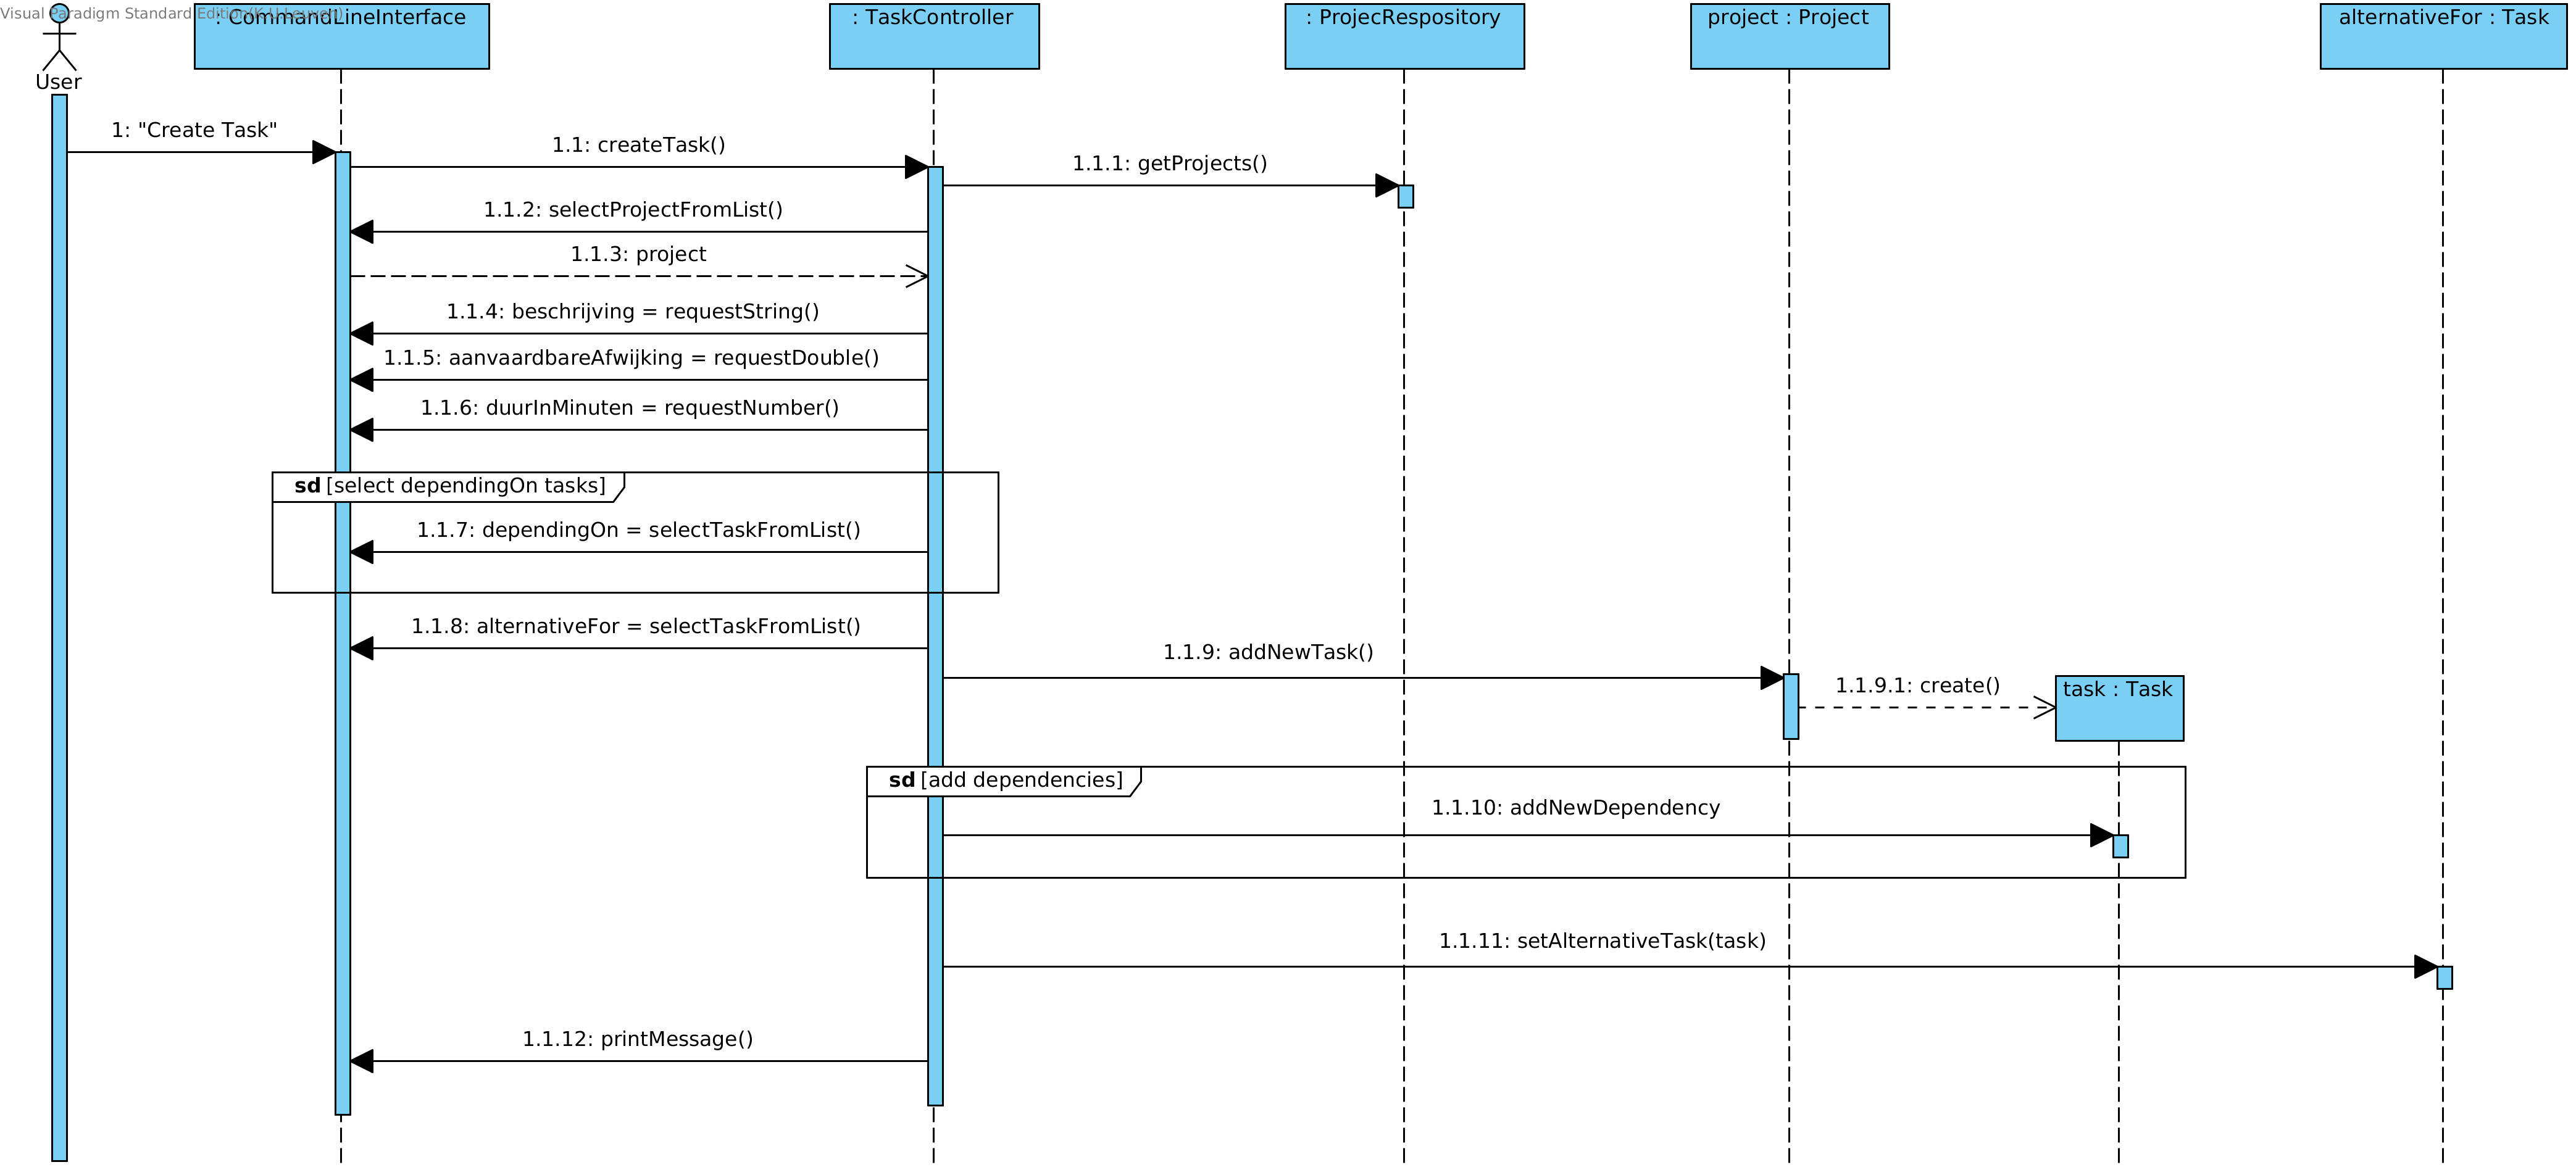 Visual Paradigm Standard Edition(K.U.Leuven)
: CommandLineInterface
: TaskController
: ProjecRespository
project : Project
alternativeFor : Task
User
1: "Create Task"
1.1: createTask()
1.1.1: getProjects()
1.1.2: selectProjectFromList()
1.1.3: project
1.1.4: beschrijving = requestString()
1.1.5: aanvaardbareAfwijking = requestDouble()
1.1.6: duurInMinuten = requestNumber()
sd [select dependingOn tasks]
1.1.7: dependingOn = selectTaskFromList()
1.1.8: alternativeFor = selectTaskFromList()
1.1.9: addNewTask()
1.1.9.1: create()
task : Task
sd [add dependencies]
1.1.10: addNewDependency
1.1.11: setAlternativeTask(task)
1.1.12: printMessage()